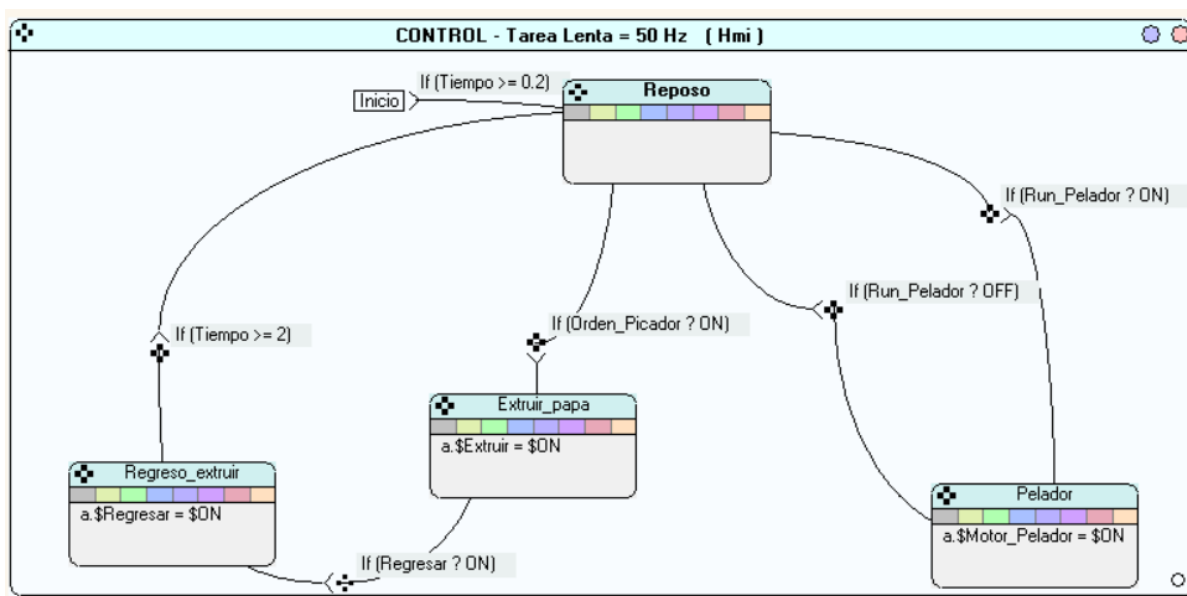 CONTROL - Tarea Lenta = 50 Hz ( Hmi )
If (Tiempo >= 0.2)
Inicio
Reposo
If (Run_Pelador ? ON)
If (Run_Pelador ? OFF)
If (Tiempo >= 2)
If (Orden_Picador ? ON)
Extruir_papa
a.$Extruir = $ON
Regreso_extruir
a.$Regresar = $ON
Pelador
a.$Motor_Pelador = $ON
If (Regresar ? ON)